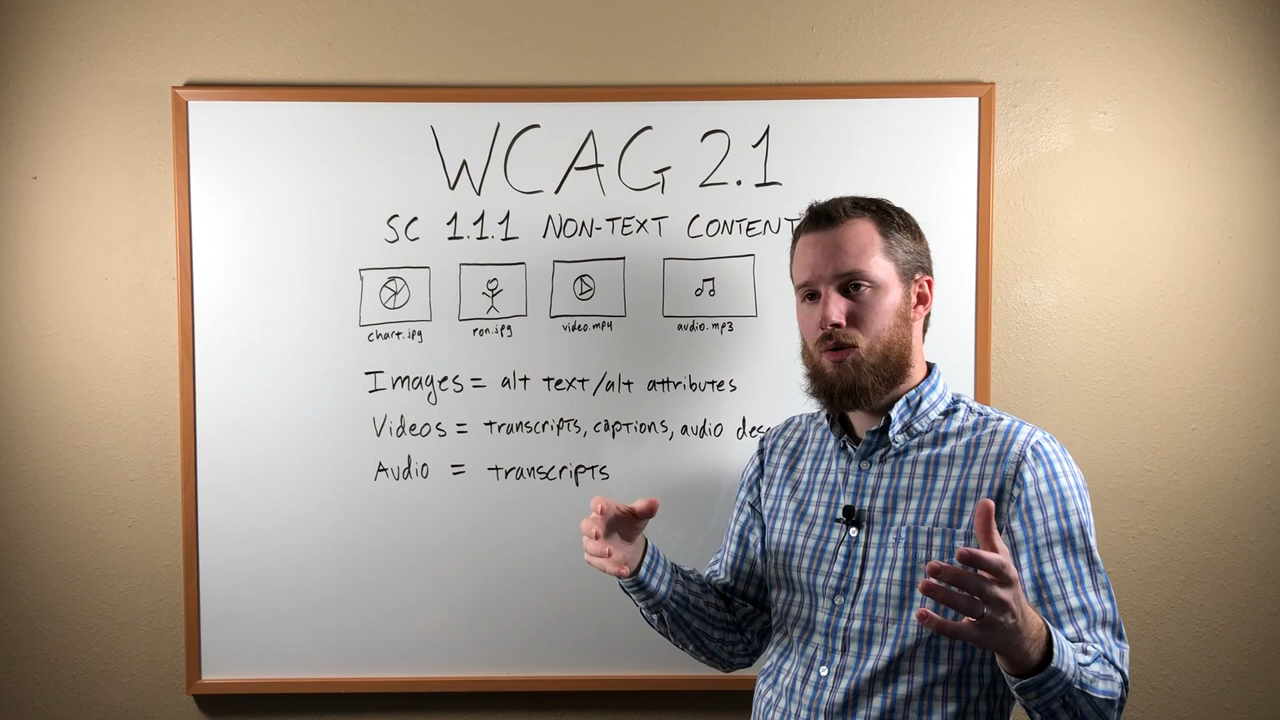 WCAG 2.1
SC 1.1.1 NON-TEXT CONTENT
chart.jpg ron.jpg video.mp4 audio.mp3
Images = alt text/alt attributes
Videos = transcripts, captions, audio
Audio = transcripts